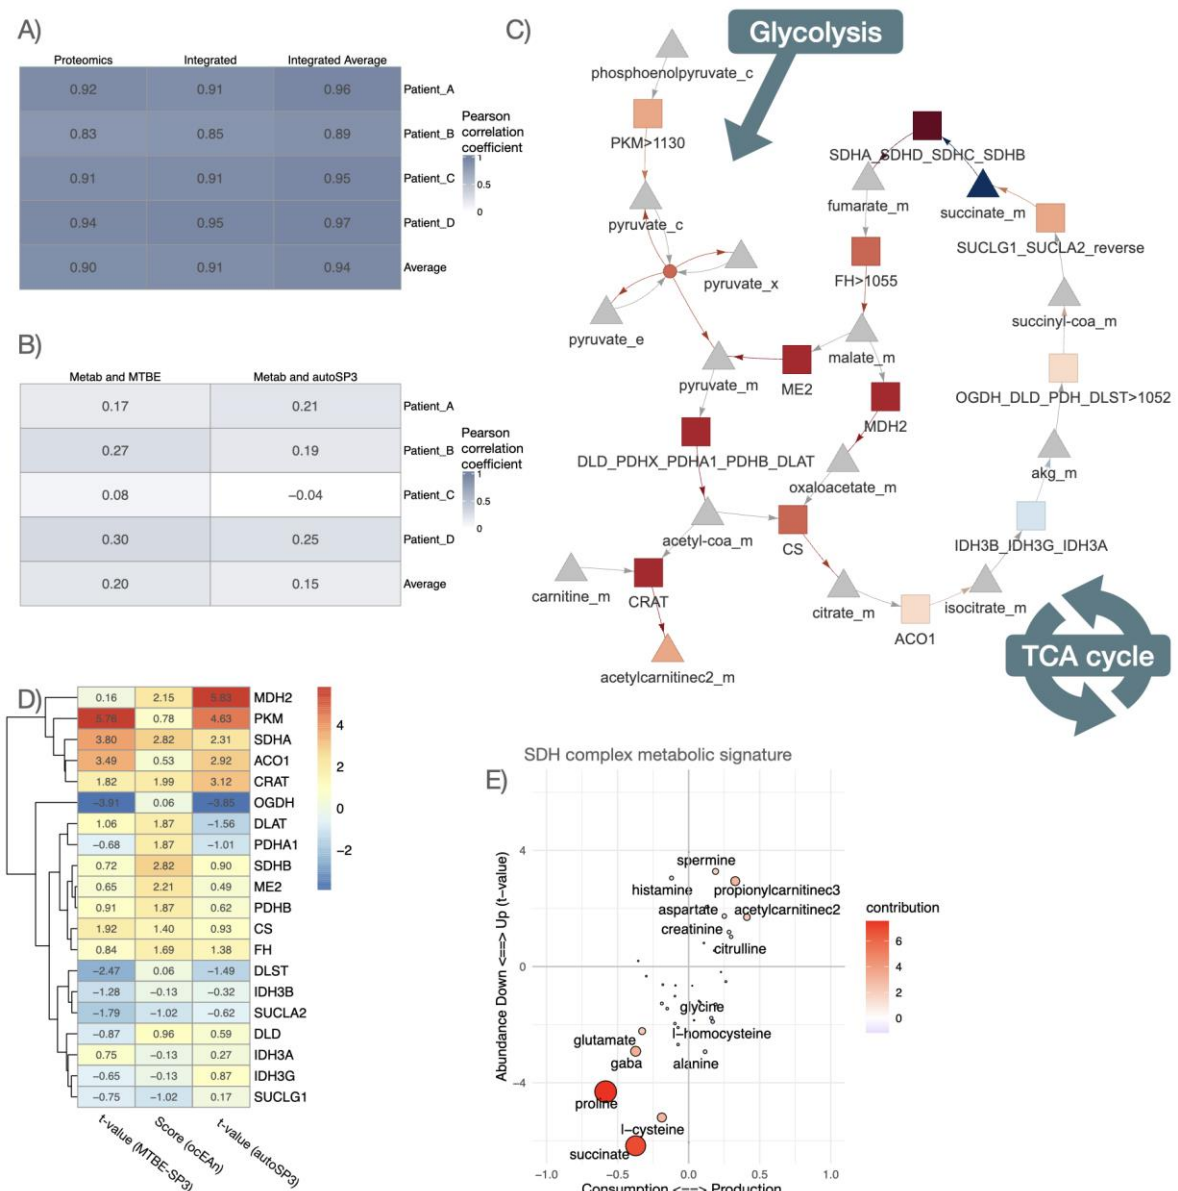 A)
Proteomics Integrated Integrated Average
0.92 0.91 0.96 Patient_A
0.83 0.85 0.89 Patient_B
0.91 0.91 0.95 Patient_C
0.94 0.95 0.97 Patient_D
0.90 0.91 0.94 Average
Pearson
correlation
coefficient
1
0.5
0
B)
Metab and MTBE Metab and autoSP3
0.17 0.21 Patient_A
0.27 0.19 Patient_B
0.08 −0.04 Patient_C
0.30 0.25 Patient_D
0.20 0.15 Average
Pearson
correlation
coefficient
1
0.5
0
C)
Glycolysis
phosphoenolpyruvate_c
PKM>1130
SDHA_SDHD_SDHC_SDHB
fumarate_m
succinate_m
pyruvate_c
SUCLG1_SUCLA2_reverse
FH>1055
pyruvate_x
succinyl-coa_m
pyruvate_e
malate_m
pyruvate_m
ME2
OGDH_DLD_PDH_DLST>1052
MDH2
DLD_PDHX_PDHA1_PDHB_DLAT
akg_m
oxaloacetate_m
acetyl-coa_m
CS
IDH3B_IDH3G_IDH3A
carnitine_m
CRAT
citrate_m
isocitrate_m
ACO1
TCA cycle
acetylcarnitinec2_m
D)
0.16 2.15 5.83 MDH2
5.76 0.78 4.63 PKM
3.80 2.82 2.31 SDHA
3.49 0.53 2.92 ACO1
1.82 1.99 3.12 CRAT
−3.91 0.06 −3.85 OGDH
1.06 1.87 −1.56 DLAT
−0.68 1.87 −1.01 PDHA1
0.72 2.82 0.90 SDHB
0.65 2.21 0.49 ME2
0.91 1.87 0.62 PDHB
1.92 1.40 0.93 CS
0.84 1.69 1.38 FH
−2.47 0.06 −1.49 DLST
−1.28 −0.13 −0.32 IDH3B
−1.79 −1.02 −0.62 SUCLA2
−0.87 0.96 0.59 DLD
0.75 −0.13 0.27 IDH3A
−0.65 −0.13 0.87 IDH3G
−0.75 −1.02 0.17 SUCLG1
t−value (MTBE−SP3)
Score (ocEAn)
t−value (autoSP3)
4
2
0
−2
SDH complex metabolic signature
E)
Abundance Down <==> Up (t−value)
4
0
−4
spermine
histamine
propionylcarnitinec3
aspartate
acetylcarnitinec2
creatinine
citrulline
glycine
glutamate
l−homocysteine
gaba
alanine
proline
l−cysteine
succinate
−1.0 −0.5 0.0 0.5 1.0
Consumption <==> Production
contribution
6
4
2
0